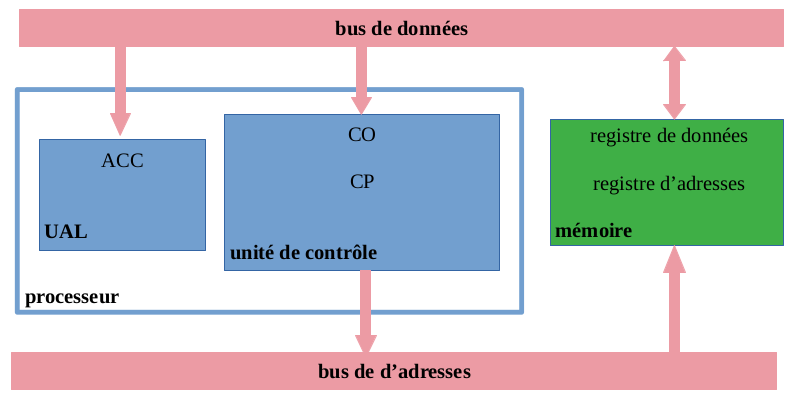 bus de données
ACC
UAL
CO
CP
unité de contrôle
processeur
registre de données
registre d’adresses
mémoire
bus de d’adresses